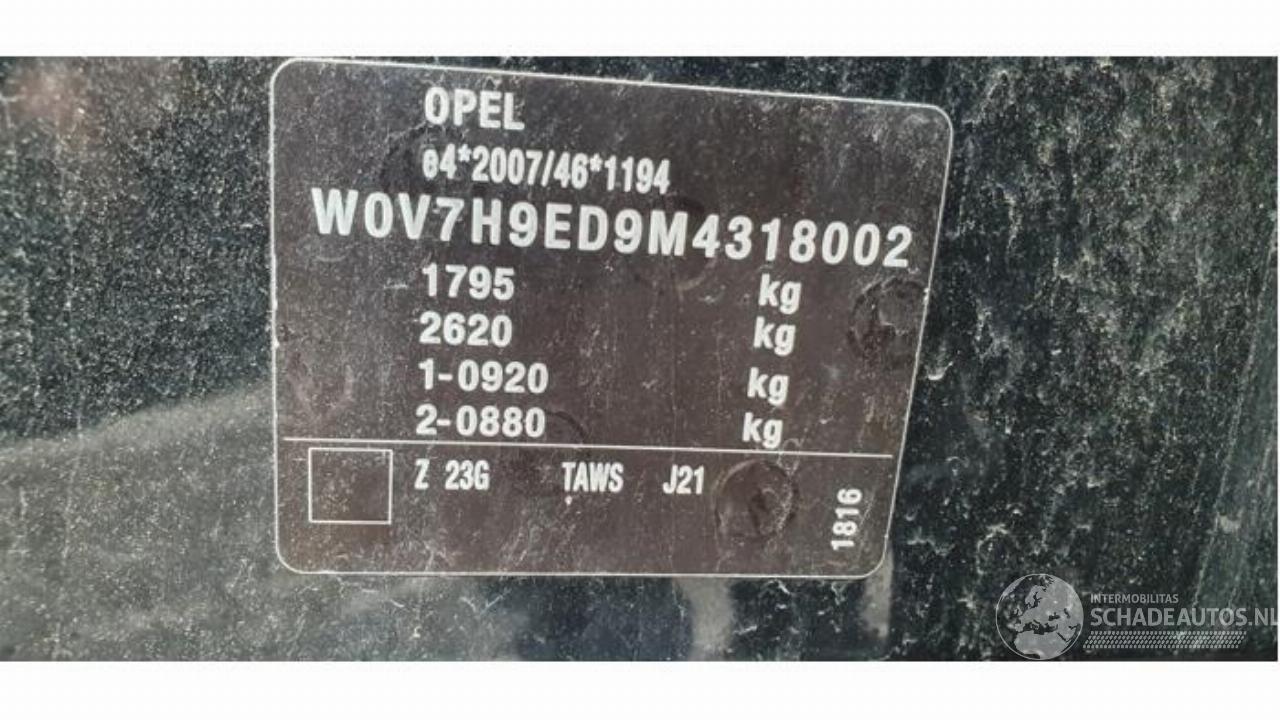 OPEL
e4*2007/46*1194
W0V7H9ED9M4318002
1795 kg
2620 kg
1-0920 kg
2-0880 kg
Z 23G TAWS J21
1816
INTERMOBILITAS
SCHADEAUTOS.NL